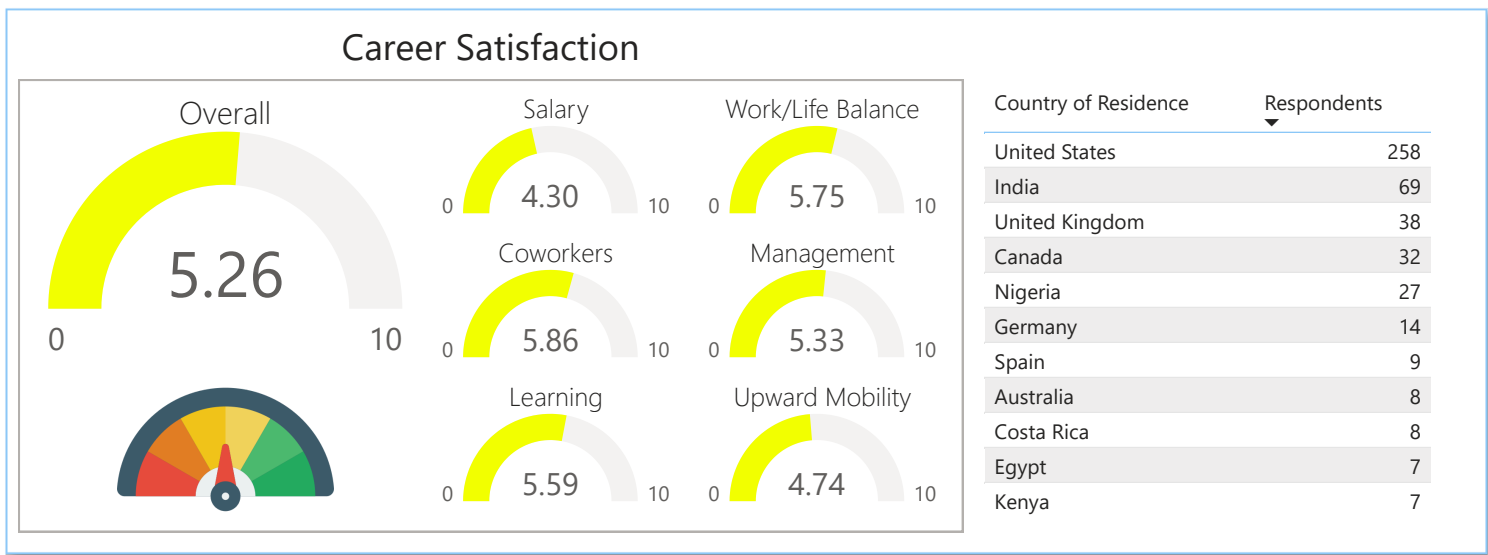 Career Satisfaction
Overall
5.26
0 10
Salary
4.30
0 10
Work/Life Balance
5.75
0 10
Coworkers
5.86
0 10
Management
5.33
0 10
Learning
5.59
0 10
Upward Mobility
4.74
0 10
Country of Residence Respondents
United States 258
India 69
United Kingdom 38
Canada 32
Nigeria 27
Germany 14
Spain 9
Australia 8
Costa Rica 8
Egypt 7
Kenya 7